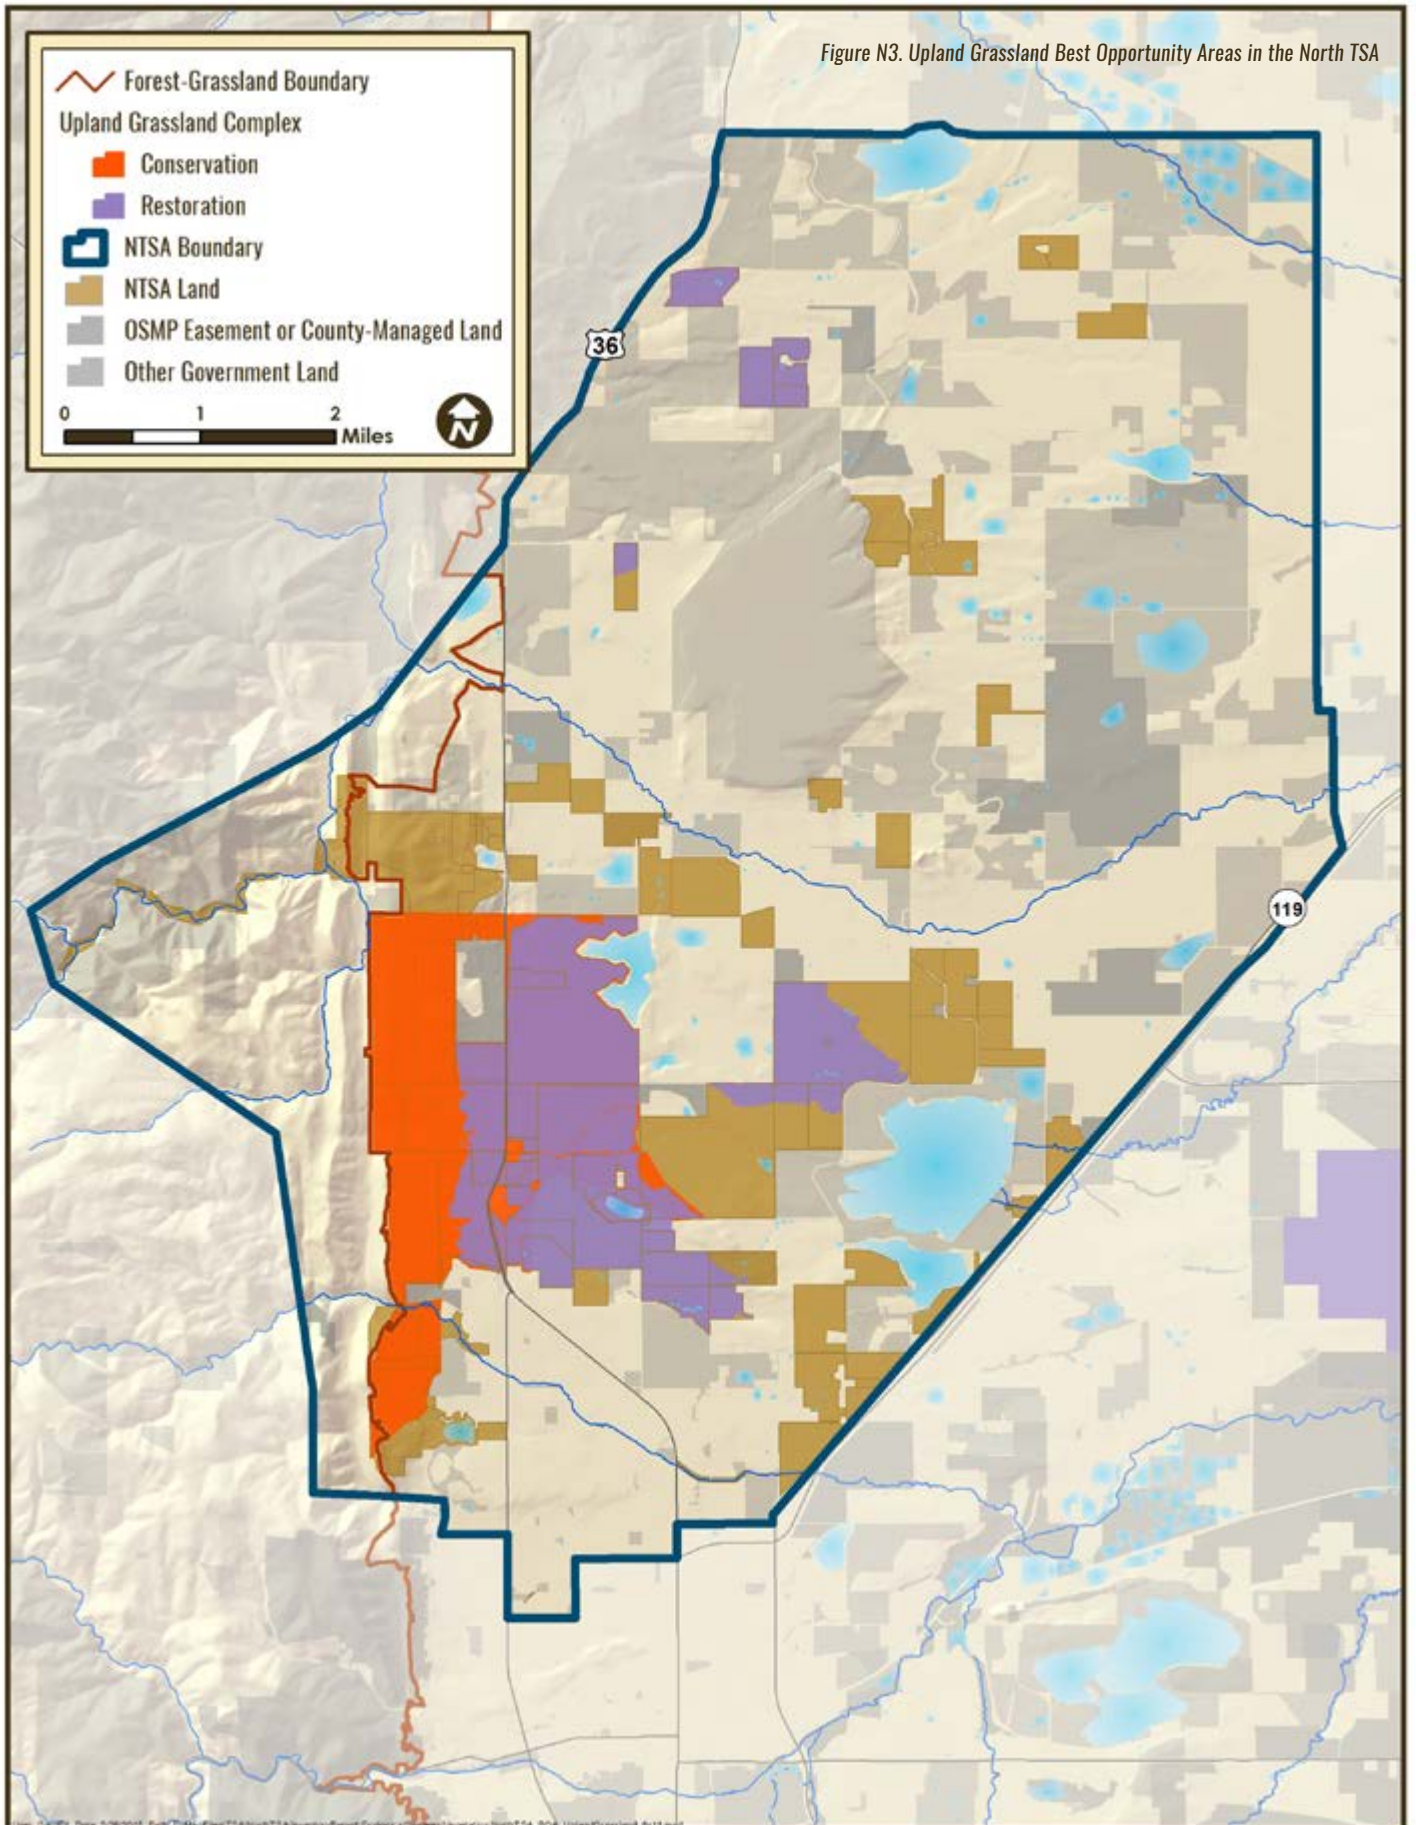 Figure N3. Upland Grassland Best Opportunity Areas in the North TSA
Forest-Grassland Boundary
Upland Grassland Complex
Conservation
Restoration
NTSA Boundary
NTSA Land
OSMP Easement or County-Managed Land
Other Government Land
0 1 2
Miles
N
36
119